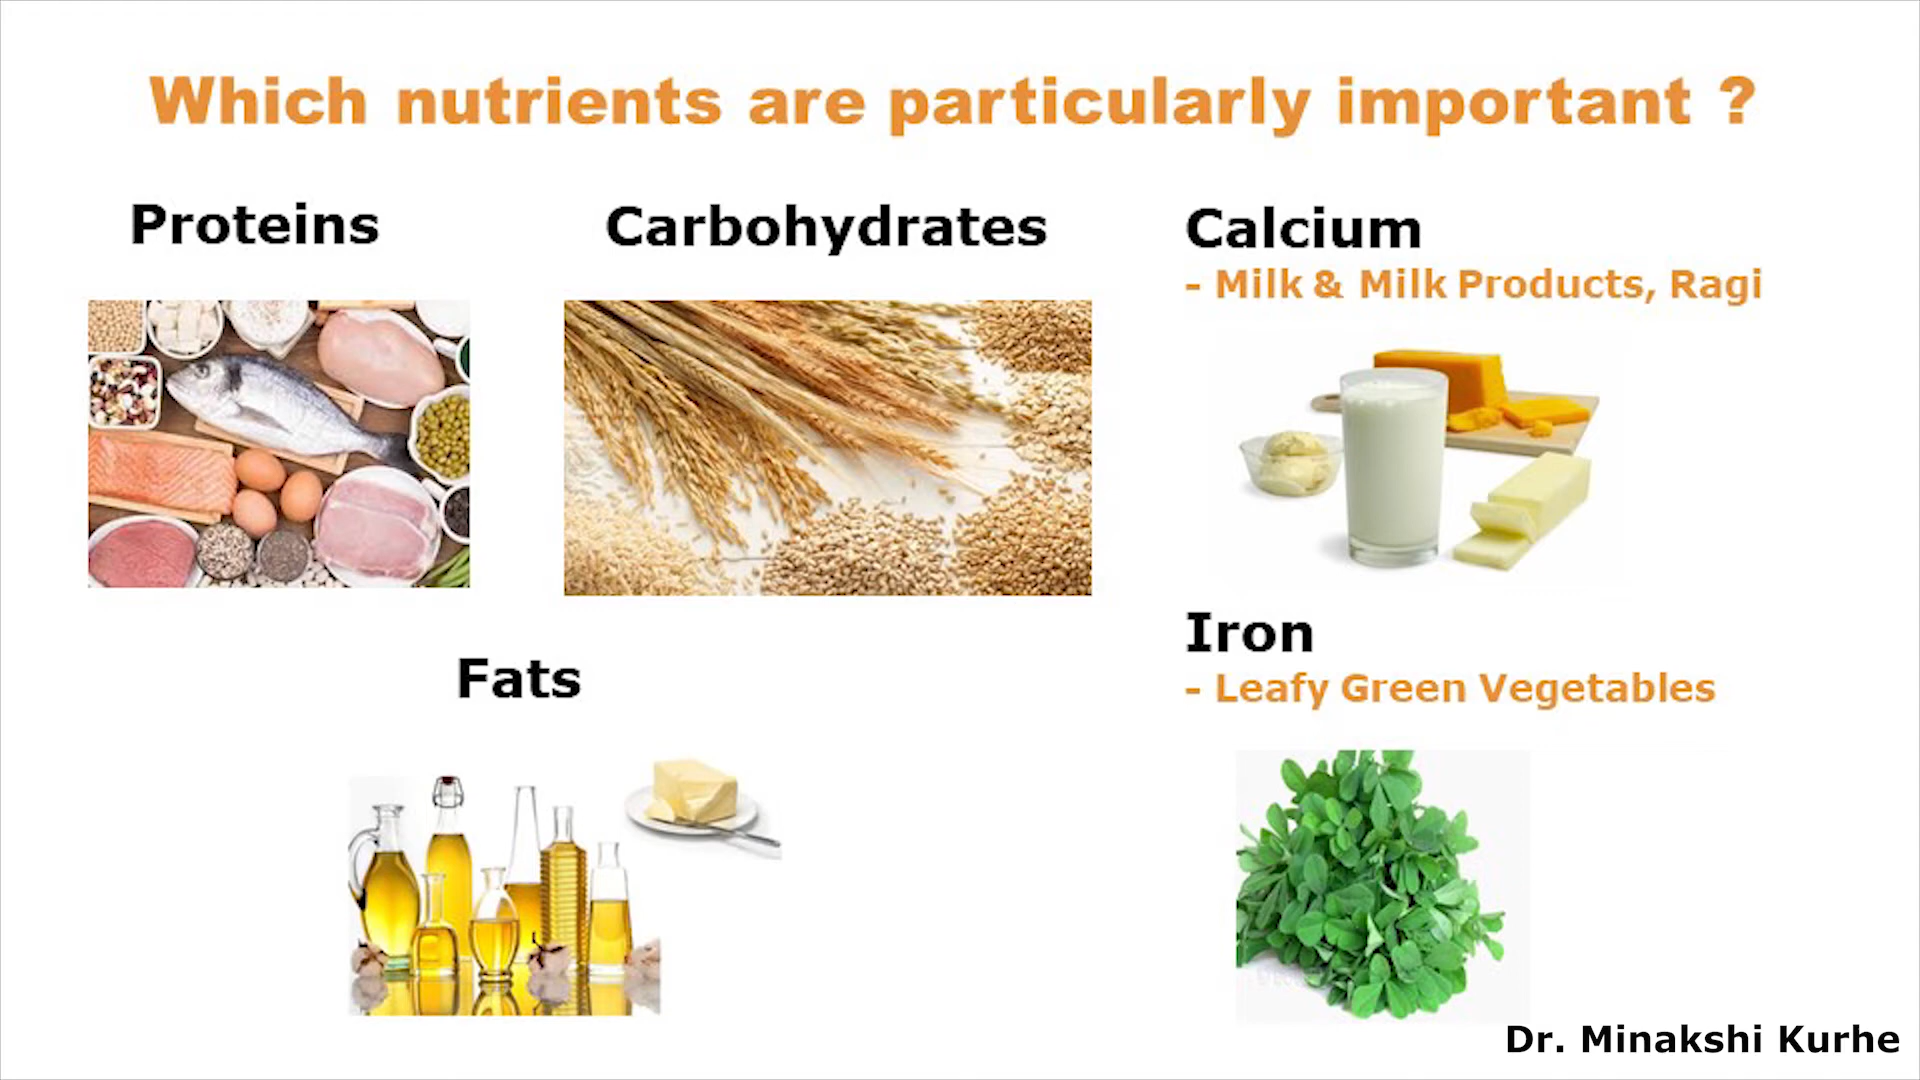 Which nutrients are particularly important ?
Proteins
Carbohydrates
Calcium
- Milk & Milk Products, Ragi
Fats
Iron
- Leafy Green Vegetables
Dr. Minakshi Kurhe